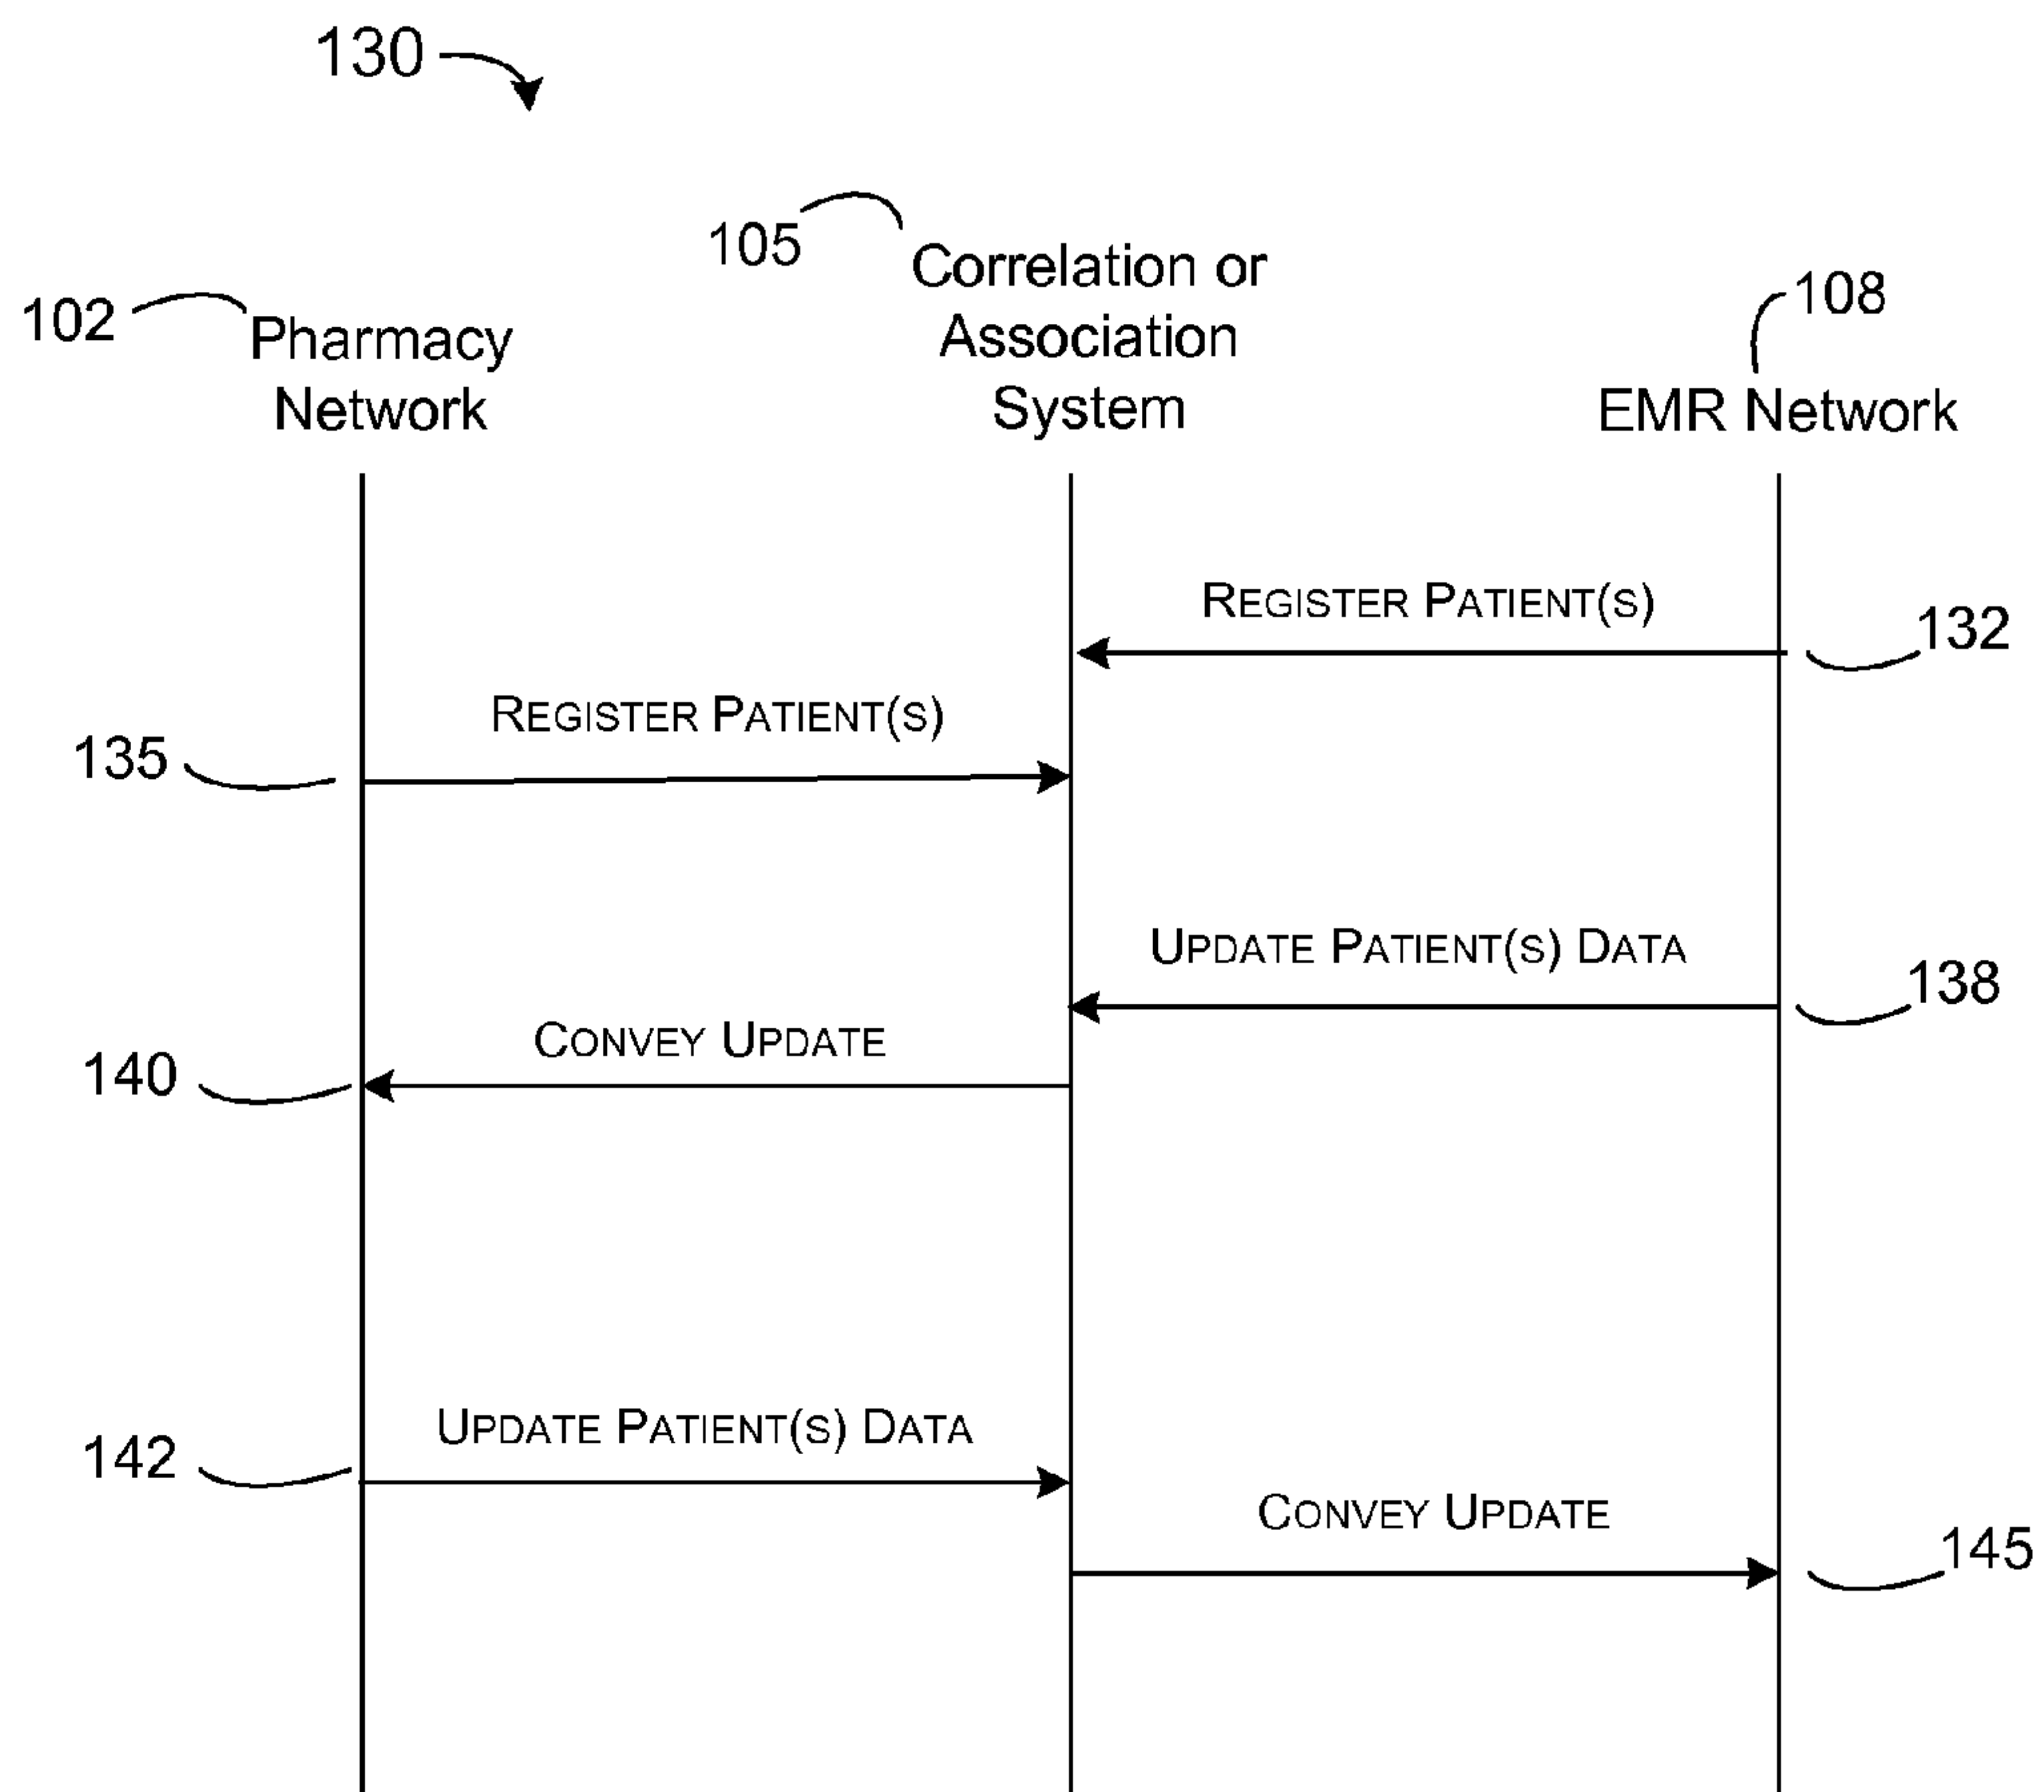 130
105
Correlation or
Association
System
102
Pharmacy
Network
108
EMR Network
REGISTER PATIENT(S)
132
REGISTER PATIENT(S)
135
UPDATE PATIENT(S) DATA
138
CONVEY UPDATE
140
UPDATE PATIENT(S) DATA
142
CONVEY UPDATE
145